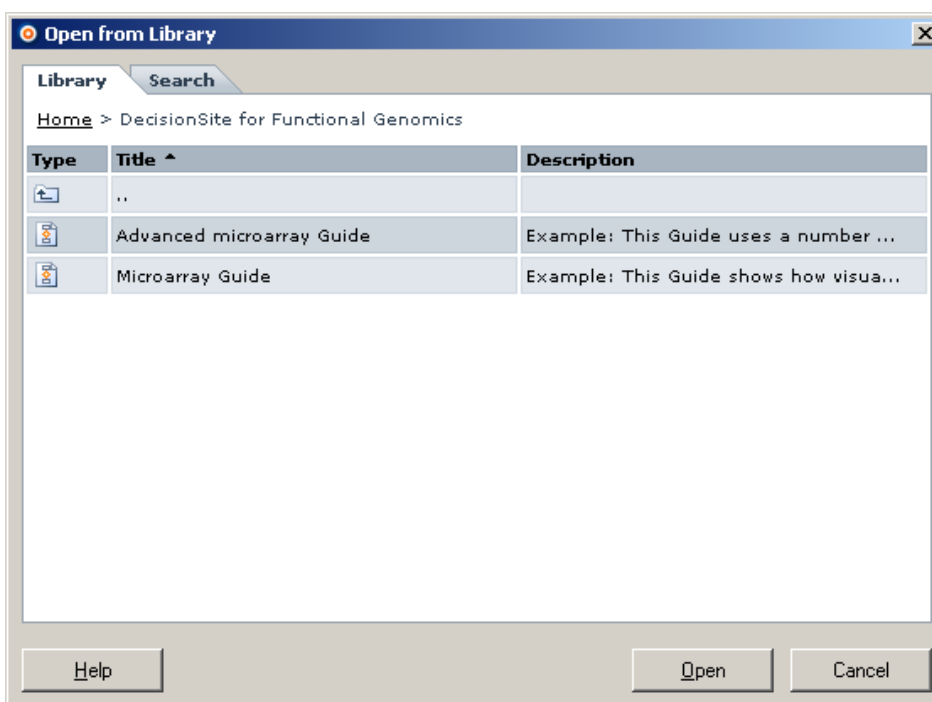 Open from Library
Library Search
Home > DecisionSite for Functional Genomics
Type Title Description
..
Advanced microarray Guide Example: This Guide uses a number ...
Microarray Guide Example: This Guide shows how visua...
Help Open Cancel